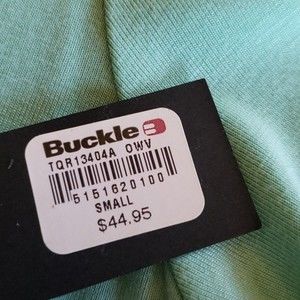 Buckle B
TQR13404A OWV
5151620100
SMALL
$44.95